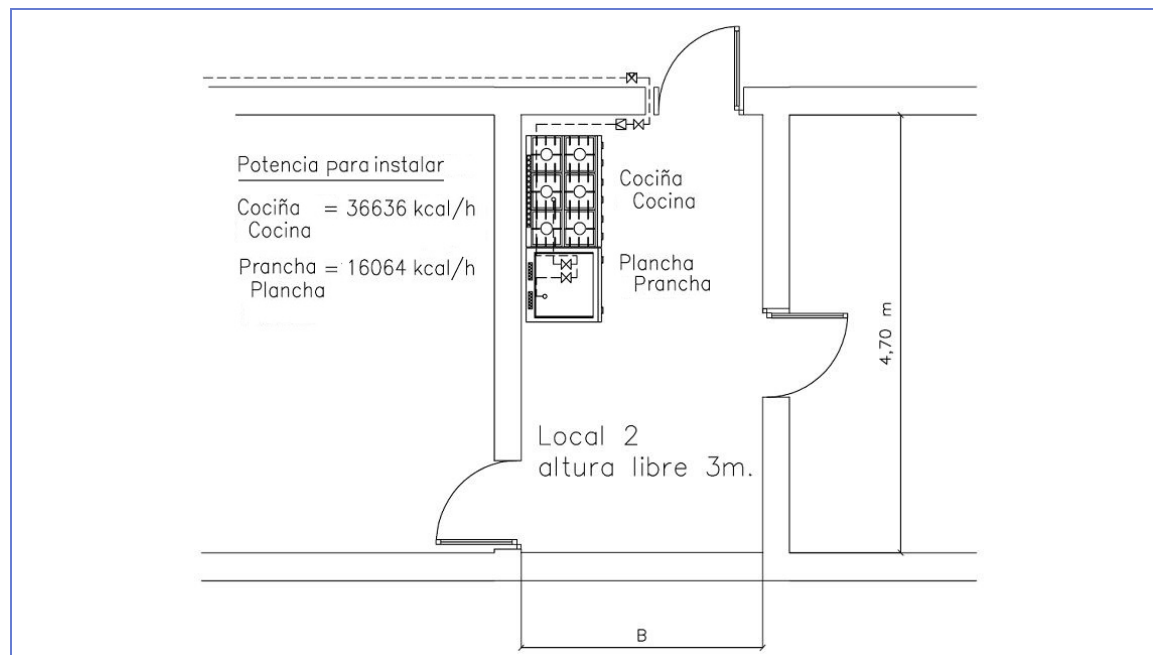 Potencia para instalar
Cociña = 36636 kcal/h
Cocina
Prancha = 16064 kcal/h
Plancha
Cociña
Cocina
Plancha
Prancha
4,70 m
Local 2
altura libre 3m.
B